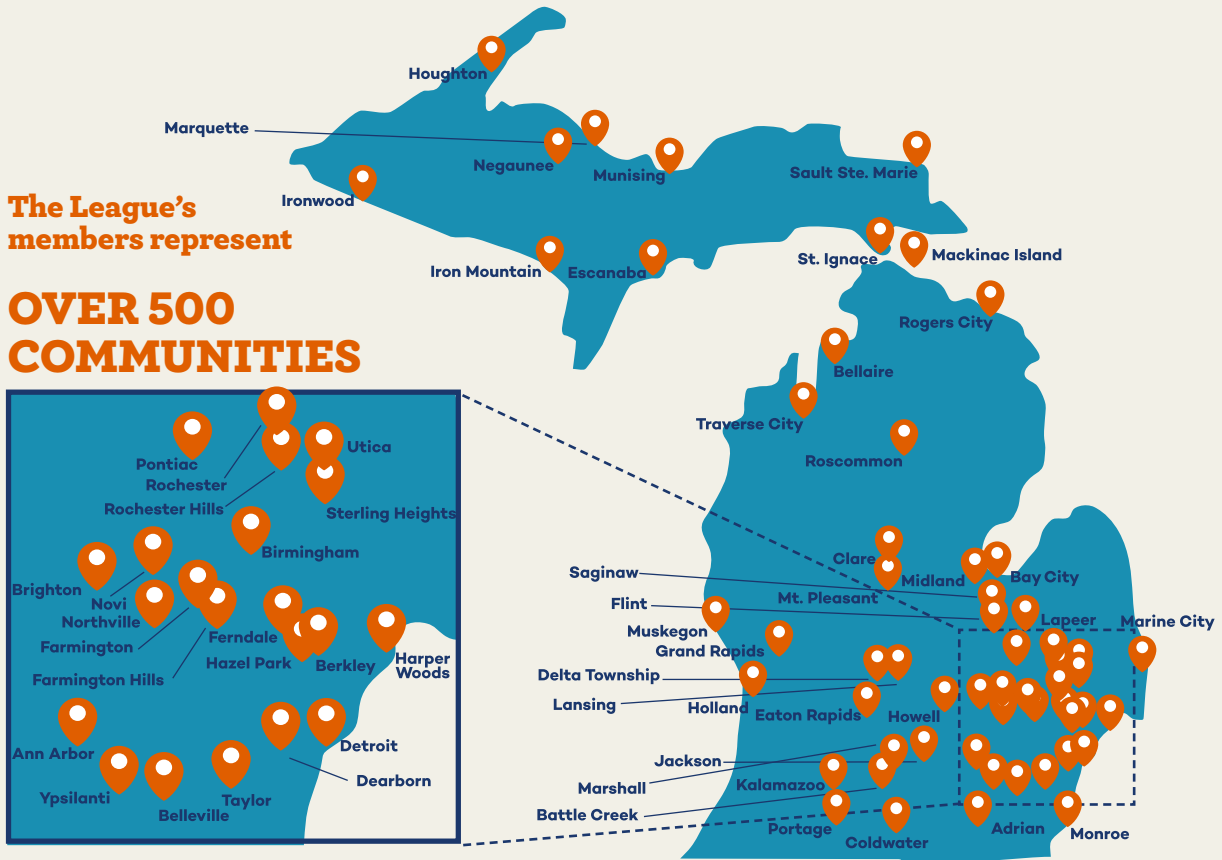 Houghton
Marquette
Negaunee
Munising
Sault Ste. Marie
Ironwood
The League's
members represent
Iron Mountain
Escanaba
St. Ignace
Mackinac Island
OVER 500
COMMUNITIES
Rogers City
Bellaire
Traverse City
Roscommon
Pontiac
Rochester
Rochester Hills
Utica
Sterling Heights
Birmingham
Brighton
Novi
Northville
Farmington
Farmington Hills
Ferndale
Hazel Park
Berkley
Harper
Woods
Ann Arbor
Ypsilanti
Belleville
Taylor
Detroit
Dearborn
Clare
Saginaw
Midland
Bay City
Mt. Pleasant
Flint
Lapeer
Marine City
Muskegon
Grand Rapids
Delta Township
Lansing
Holland
Eaton Rapids
Howell
Jackson
Marshall
Kalamazoo
Battle Creek
Portage
Coldwater
Adrian
Monroe